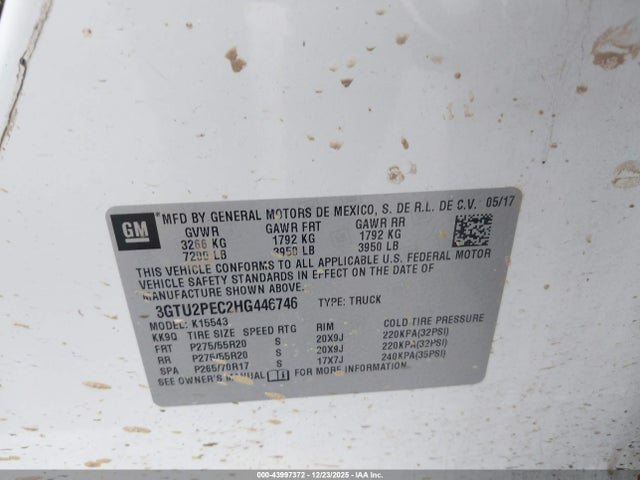 GM
MFD BY GENERAL MOTORS DE MEXICO, S. DE R.L. DE C.V. 05/17
GVWR GAWR FRT GAWR RR
3266 KG 1792 KG 1792 KG
7200 LB 3950 LB 3950 LB
THIS VEHICLE CONFORMS TO ALL APPLICABLE U.S. FEDERAL MOTOR
VEHICLE SAFETY STANDARDS IN EFFECT ON THE DATE OF
MANUFACTURE SHOWN ABOVE.
3GTU2PEC2HG446746 TYPE: TRUCK
MODEL: K15543
KK9Q TIRE SIZE SPEED RTG RIM COLD TIRE PRESSURE
FRT P275/55R20 S 20X9J 220KPA(32PSI)
RR P275/55R20 S 20X9J 220KPA(32PSI)
SPA P265/70R17 S 17X7J 240KPA(35PSI)
SEE OWNER'S MANUAL FOR MORE INFORMATION.
000-43997372 - 12/23/2025 - IAAI.COM